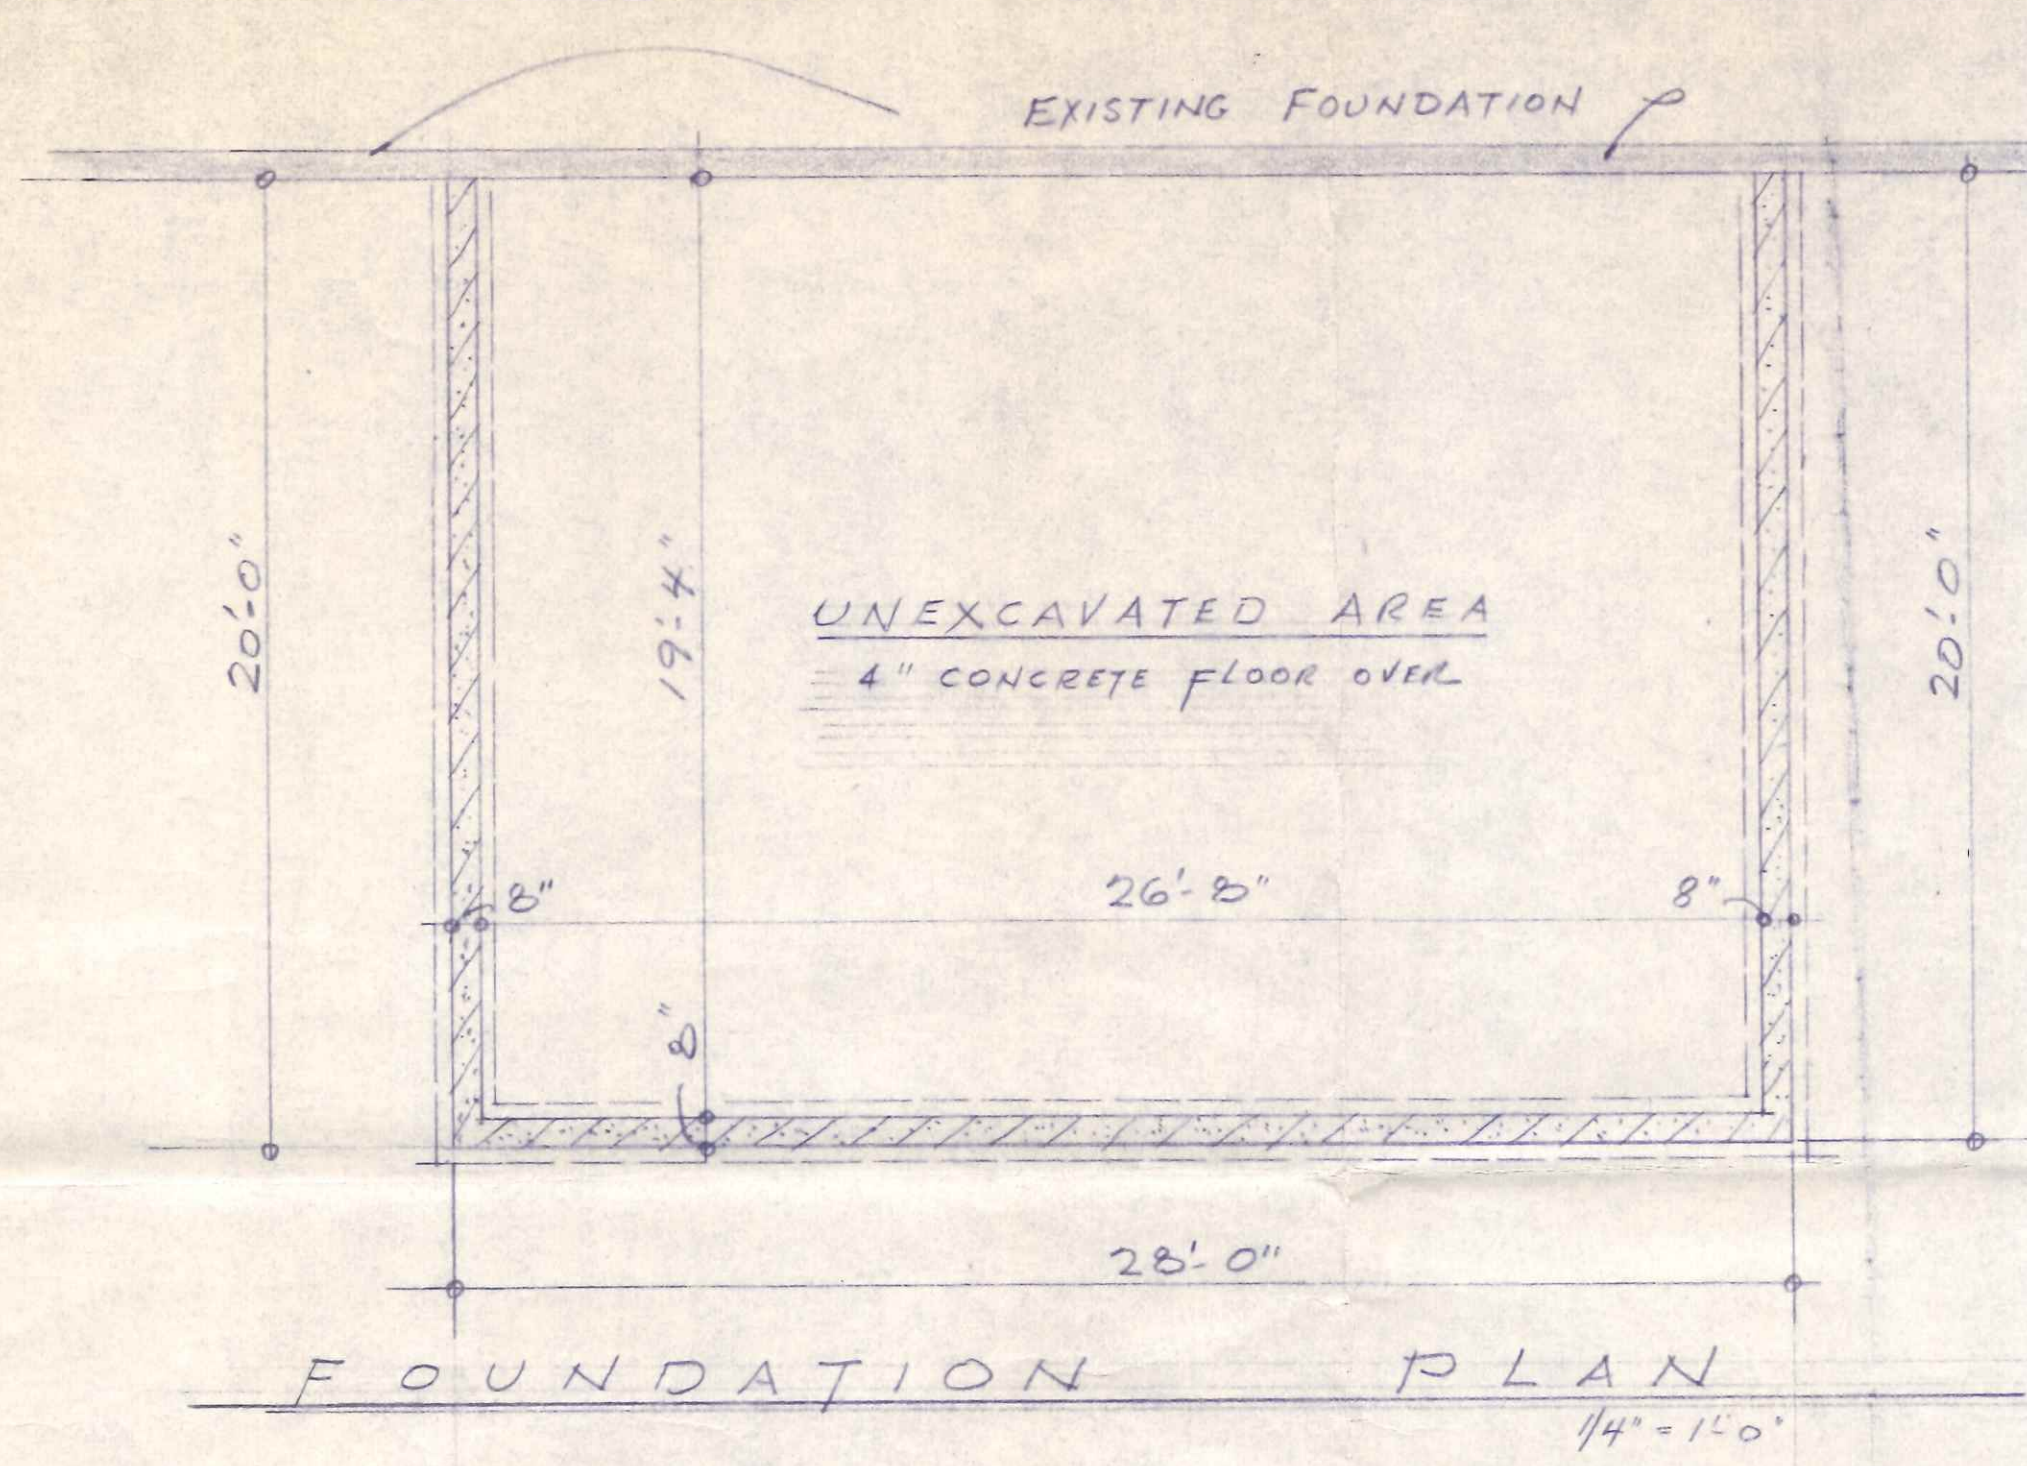 EXISTING FOUNDATION
20'-0"
19'-4"
UNEXCAVATED AREA
4" CONCRETE FLOOR OVER
20'-0"
8"
26'-8"
8"
8"
28'-0"
FOUNDATION PLAN
1/4" = 1'-0"